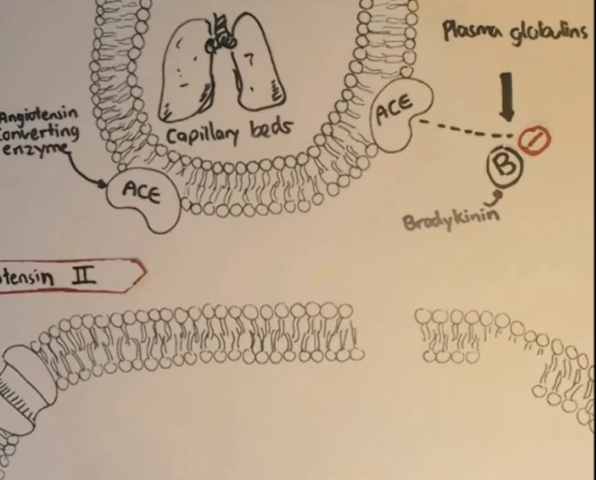 Plasma globulins
Angiotensin
Converting
enzyme
Capillary beds
ACE
ACE
B
Bradykinin
tensin II